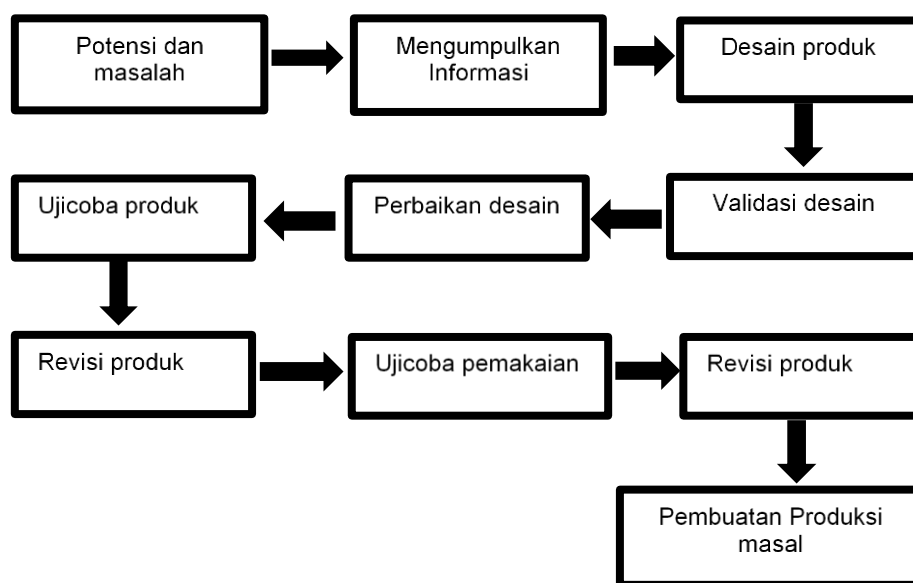 Potensi dan
masalah
Mengumpulkan
Informasi
Desain produk
Validasi desain
Perbaikan desain
Ujicoba produk
Revisi produk
Ujicoba pemakaian
Revisi produk
Pembuatan Produksi
masal